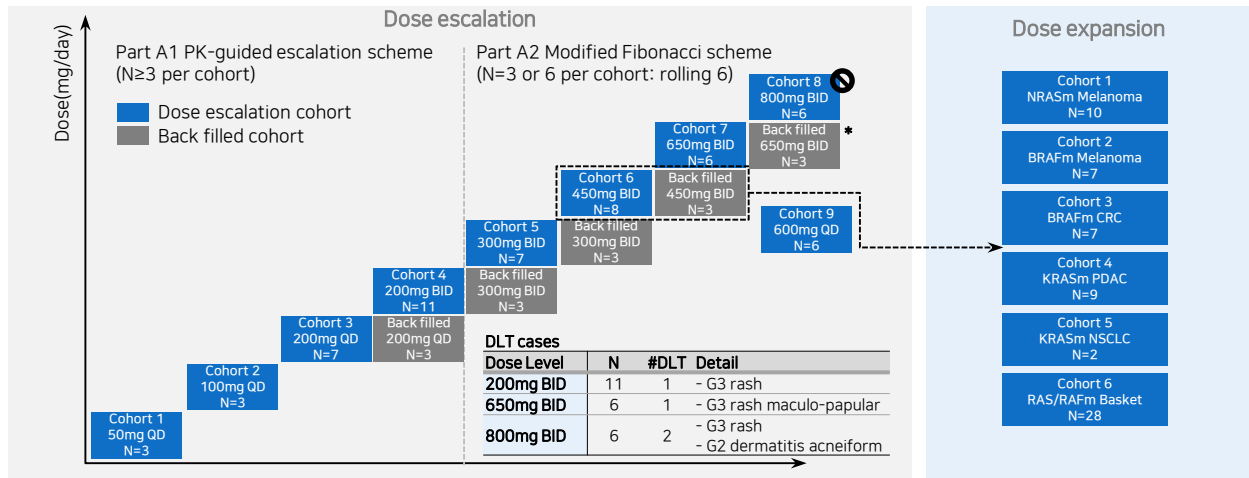 Dose escalation
Dose(mg/day)
Part A1 PK-guided escalation scheme
(N≥3 per cohort)
Dose escalation cohort
Back filled cohort
Part A2 Modified Fibonacci scheme
(N=3 or 6 per cohort: rolling 6)
Cohort 1
50mg QD
N=3
Cohort 2
100mg QD
N=3
Cohort 3
200mg QD
N=7
Cohort 4
200mg BID
N=11
Back filled
200mg QD
N=3
Cohort 5
300mg BID
N=7
Back filled
300mg BID
N=3
Cohort 6
450mg BID
N=8
Back filled
300mg BID
N=3
Cohort 7
650mg BID
N=6
Back filled
450mg BID
N=3
Cohort 8
800mg BID
N=6
Back filled
650mg BID
N=3
*
Cohort 9
600mg QD
N=6
DLT cases
Dose Level N #DLT Detail
200mg BID 11 1 - G3 rash
650mg BID 6 1 - G3 rash maculo-papular
800mg BID 6 2 - G3 rash
- G2 dermatitis acneiform
Dose expansion
Cohort 1
NRASm Melanoma
N=10
Cohort 2
BRAFm Melanoma
N=7
Cohort 3
BRAFm CRC
N=7
Cohort 4
KRASm PDAC
N=9
Cohort 5
KRASm NSCLC
N=2
Cohort 6
RAS/RAFm Basket
N=28